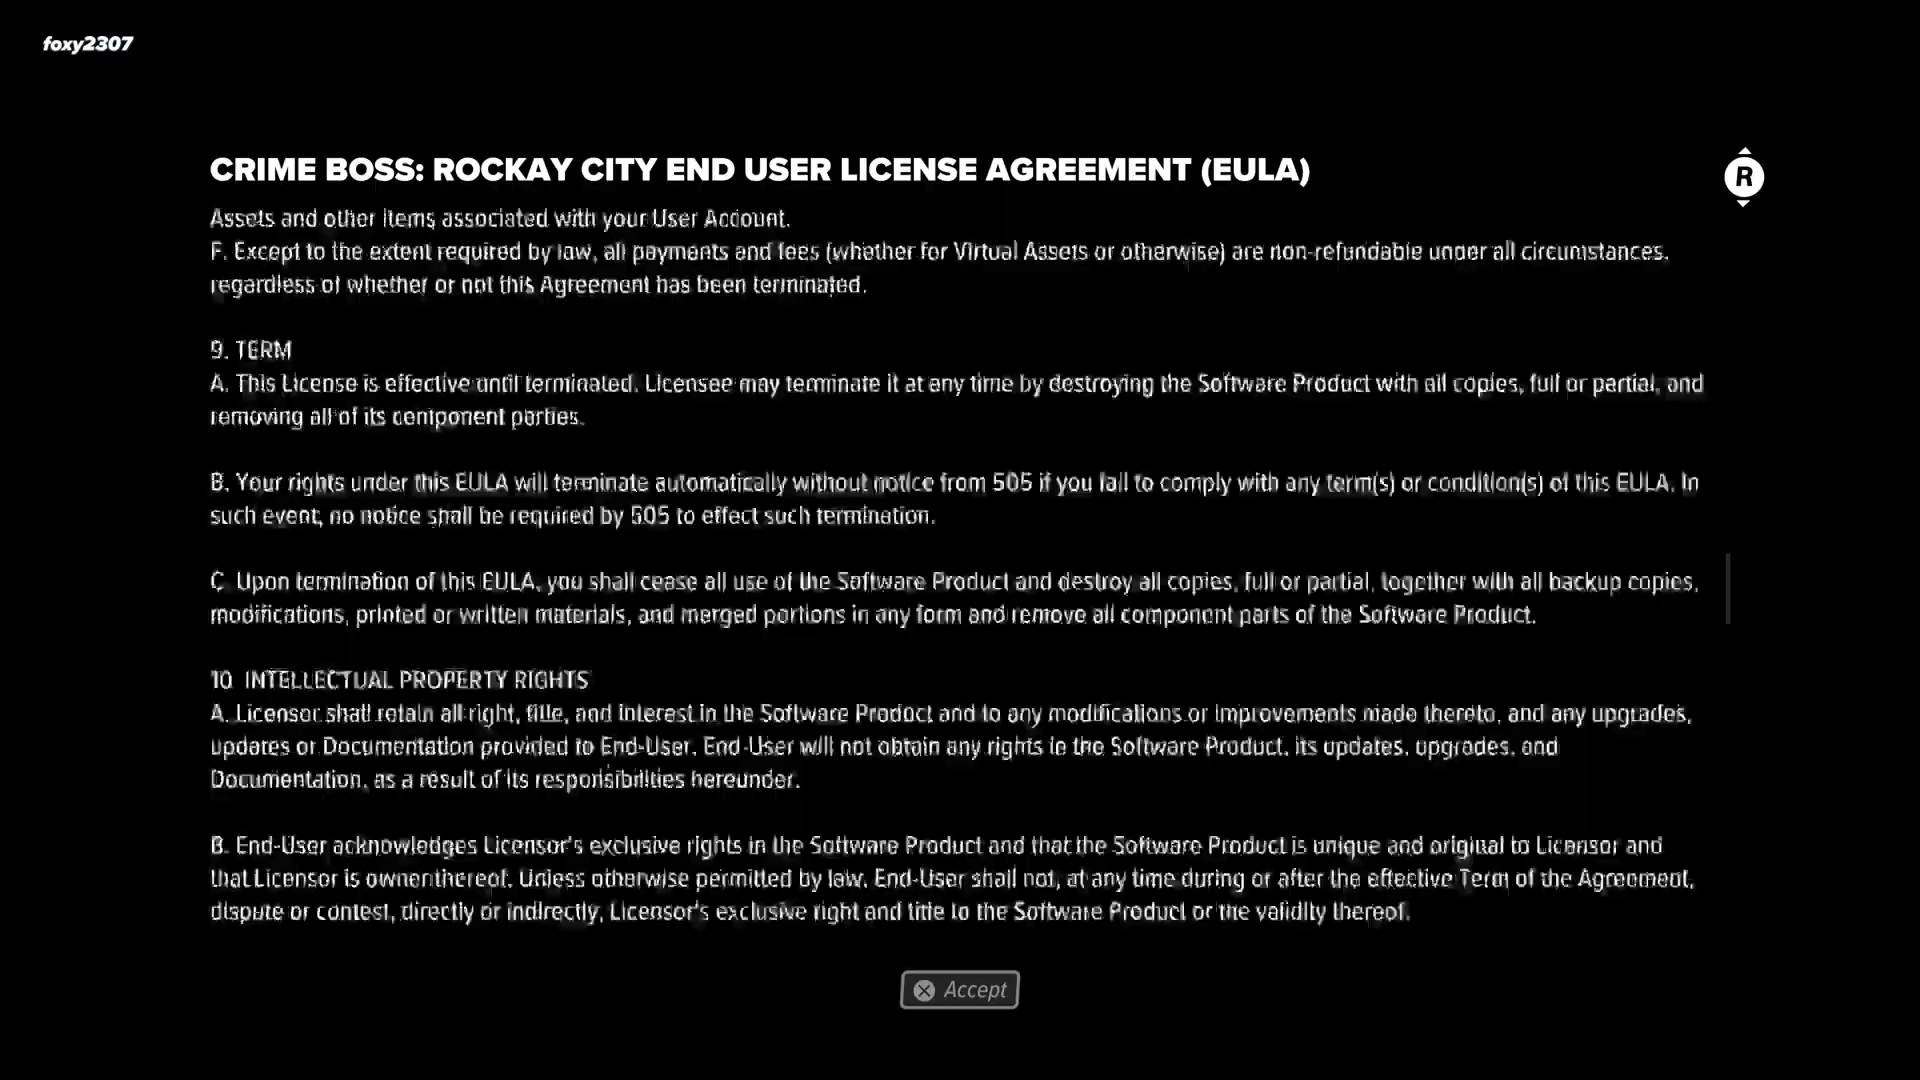 foxy2307
CRIME BOSS: ROCKAY CITY END USER LICENSE AGREEMENT (EULA)
R
Assets and other items associated with your User Account.
F. Except to the extent required by law, all payments and fees (whether for Virtual Assets or otherwise) are non-refundable under all circumstances,
regardless of whether or not this Agreement has been terminated.
9. TERM
A. This License is effective until terminated. Licensee may terminate it at any time by destroying the Software Product with all copies, full or partial, and
removing all of its component parties.
B. Your rights under this EULA will terminate automatically without notice from 505 if you fail to comply with any term(s) or condition(s) of this EULA. In
such event, no notice shall be required by 505 to effect such termination.
C. Upon termination of this EULA, you shall cease all use of the Software Product and destroy all copies, full or partial, together with all backup copies,
modifications, printed or written materials, and merged portions in any form and remove all component parts of the Software Product.
10. INTELLECTUAL PROPERTY RIGHTS
A. Licensor shall retain all right, title, and interest in the Software Product and to any modifications or improvements made thereto, and any upgrades,
updates or Documentation provided to End-User. End-User will not obtain any rights in the Software Product, its updates, upgrades, and
Documentation, as a result of its responsibilities hereunder.
B. End-User acknowledges Licensor's exclusive rights in the Software Product and that the Software Product is unique and original to Licensor and
that Licensor is owner thereof. Unless otherwise permitted by law, End-User shall not, at any time during or after the effective Term of the Agreement,
dispute or contest, directly or indirectly, Licensor's exclusive right and title to the Software Product or the validity thereof.
Accept